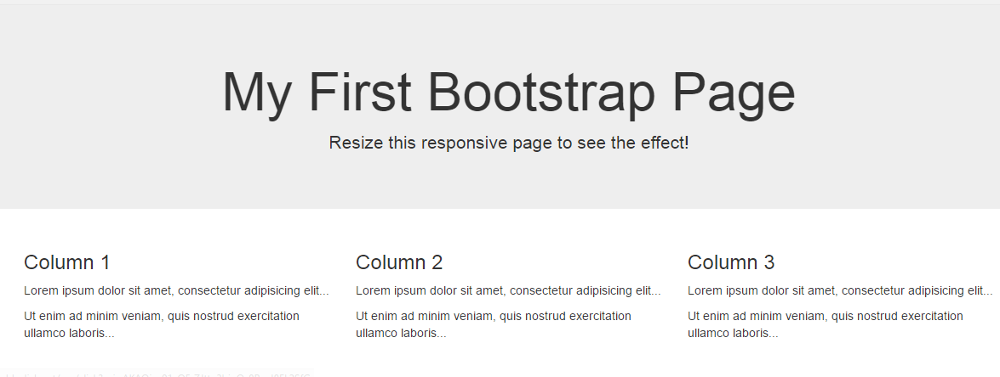 My First Bootstrap Page
Resize this responsive page to see the effect!
Column 1
Lorem ipsum dolor sit amet, consectetur adipisicing elit...
Ut enim ad minim veniam, quis nostrud exercitation
ullamco laboris...
Column 2
Lorem ipsum dolor sit amet, consectetur adipisicing elit...
Ut enim ad minim veniam, quis nostrud exercitation
ullamco laboris...
Column 3
Lorem ipsum dolor sit amet, consectetur adipisicing elit...
Ut enim ad minim veniam, quis nostrud exercitation
ullamco laboris...